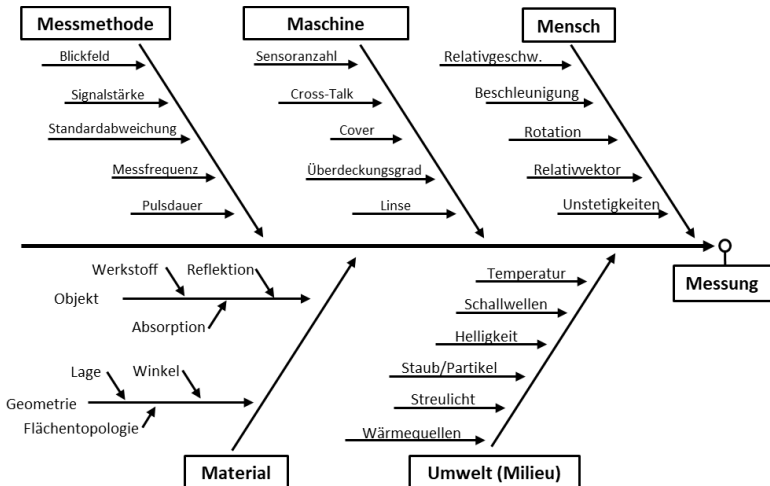 Messmethode
Blickfeld
Signalstärke
Standardabweichung
Messfrequenz
Pulsdauer
Maschine
Sensoranzahl
Cross-Talk
Cover
Überdeckungsgrad
Linse
Mensch
Relativgeschw.
Beschleunigung
Rotation
Relativvektor
Unstetigkeiten
Messung
Werkstoff
Reflektion
Objekt
Absorption
Lage
Winkel
Geometrie
Flächentopologie
Material
Temperatur
Schallwellen
Helligkeit
Staub/Partikel
Streulicht
Wärmequellen
Umwelt (Milieu)